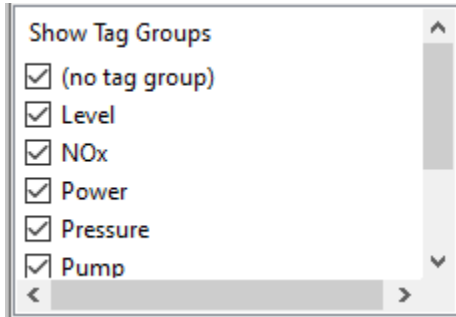 Show Tag Groups
(no tag group)
Level
NOx
Power
Pressure
Pump